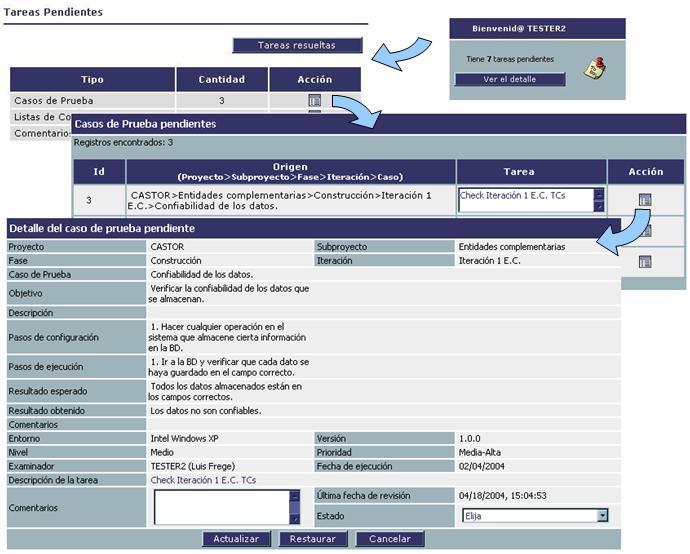 Tareas Pendientes
Bienvenid@ TESTER2
Tiene 7 tareas pendientes
Ver el detalle
Tareas resueltas
Tipo Cantidad Acción
Casos de Prueba 3
Listas de Co
Comentario
Casos de Prueba pendientes
Registros encontrados: 3
Id Origen Tarea Acción
(Proyecto>Subproyecto>Fase>Iteración>Caso)
3 CASTOR>Entidades complementarias>Construcción>Iteración 1 E.C.>Confiabilidad de los datos. Check Iteración 1 E.C. TCs
Detalle del caso de prueba pendiente
Proyecto CASTOR Subproyecto Entidades complementarias
Fase Construcción Iteración Iteración 1 E.C.
Caso de Prueba Confiabilidad de los datos.
Objetivo Verificar la confiabilidad de los datos que se almacenan.
Descripción
Pasos de configuración 1. Hacer cualquier operación en el sistema que almacene cierta información en la BD.
Pasos de ejecución 1. Ir a la BD y verificar que cada dato se haya guardado en el campo correcto.
Resultado esperado Todos los datos almacenados están en los campos correctos.
Resultado obtenido Los datos no son confiables.
Comentarios
Entorno Intel Windows XP Versión 1.0.0
Nivel Medio Prioridad Media-Alta
Examinador TESTER2 (Luis Frege) Fecha de ejecución 02/04/2004
Descripción de la tarea Check Iteración 1 E.C. TCs
Comentarios Última fecha de revisión 04/18/2004, 15:04:53
Estado Elija
Actualizar Restaurar Cancelar